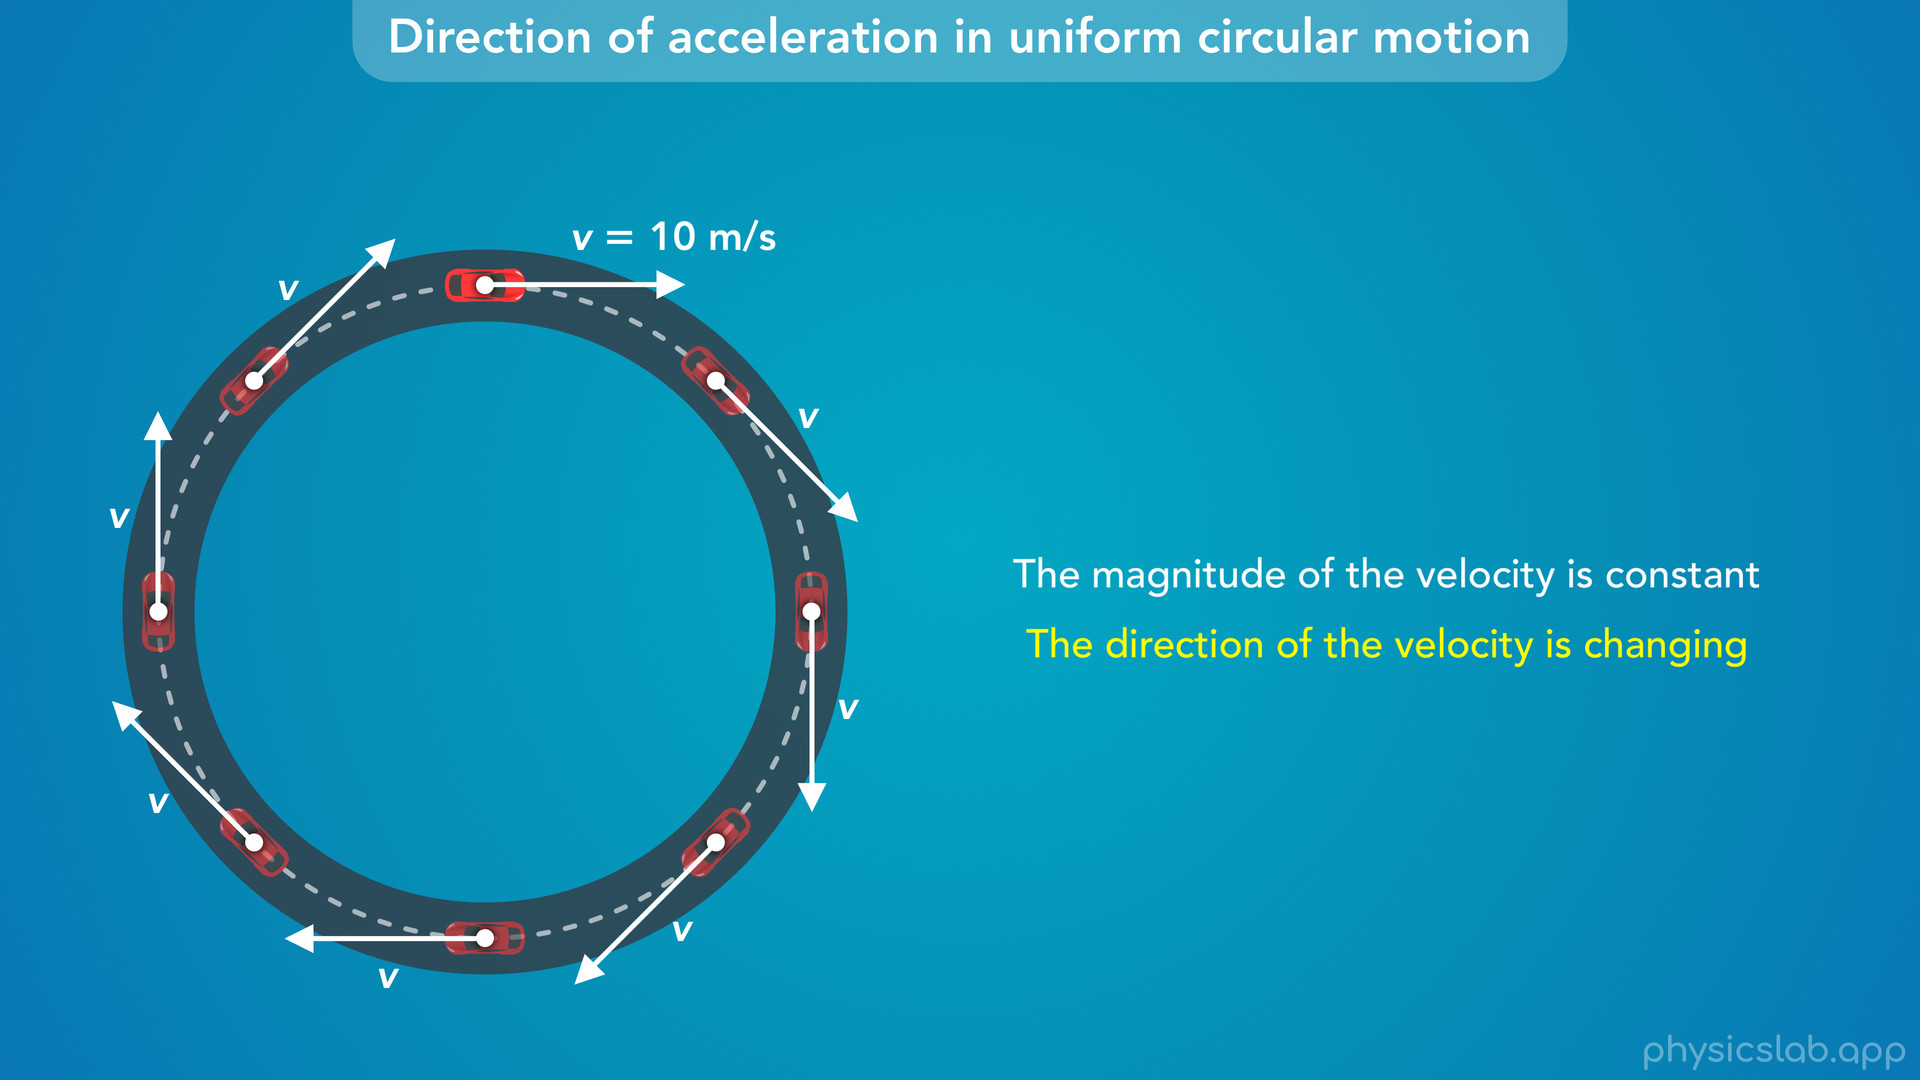 Direction of acceleration in uniform circular motion
v = 10 m/s
v
v
v
v
The magnitude of the velocity is constant
The direction of the velocity is changing
v
v
v
physicslab.app